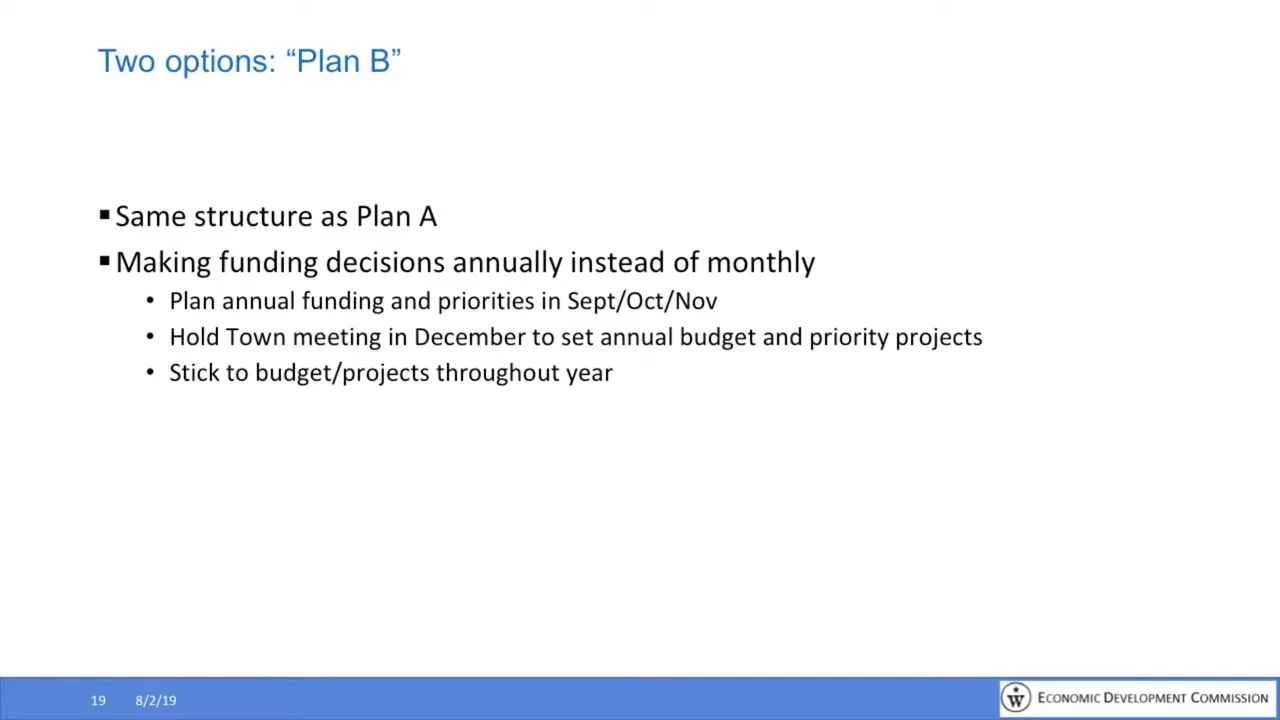 Two options: “Plan B”
▪ Same structure as Plan A
▪ Making funding decisions annually instead of monthly
• Plan annual funding and priorities in Sept/Oct/Nov
• Hold Town meeting in December to set annual budget and priority projects
• Stick to budget/projects throughout year
19 8/2/19
W ECONOMIC DEVELOPMENT COMMISSION